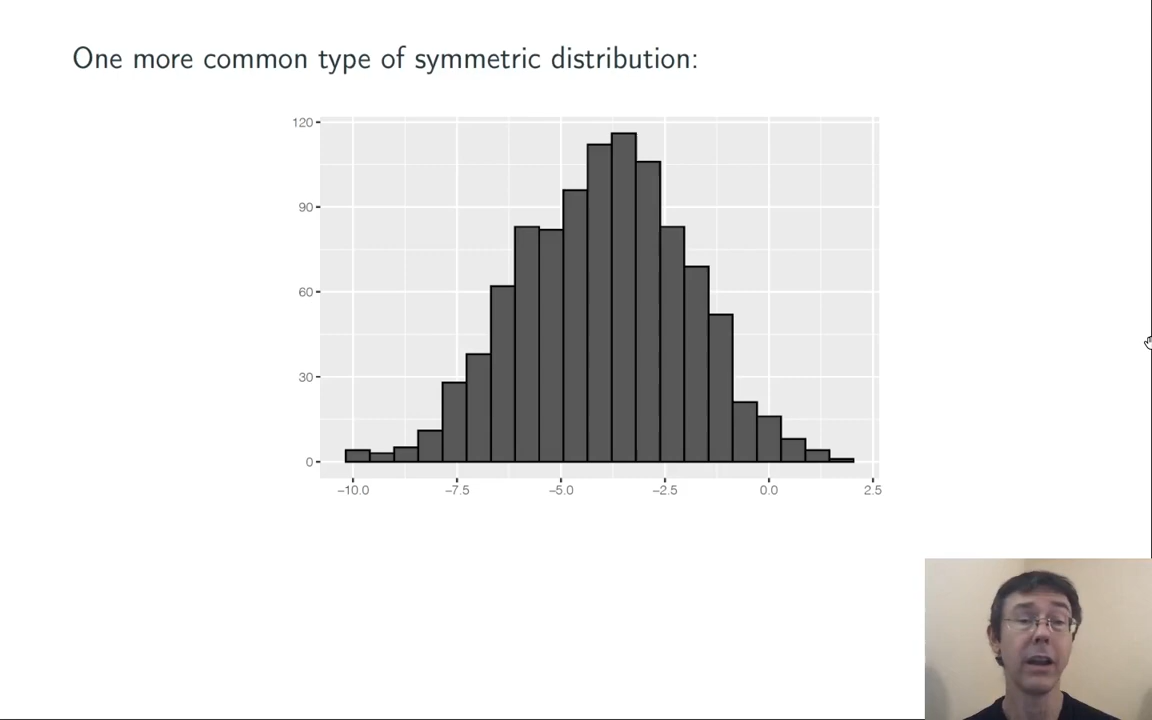 One more common type of symmetric distribution:
120
90
60
30
0
−10.0 −7.5 −5.0 −2.5 0.0 2.5